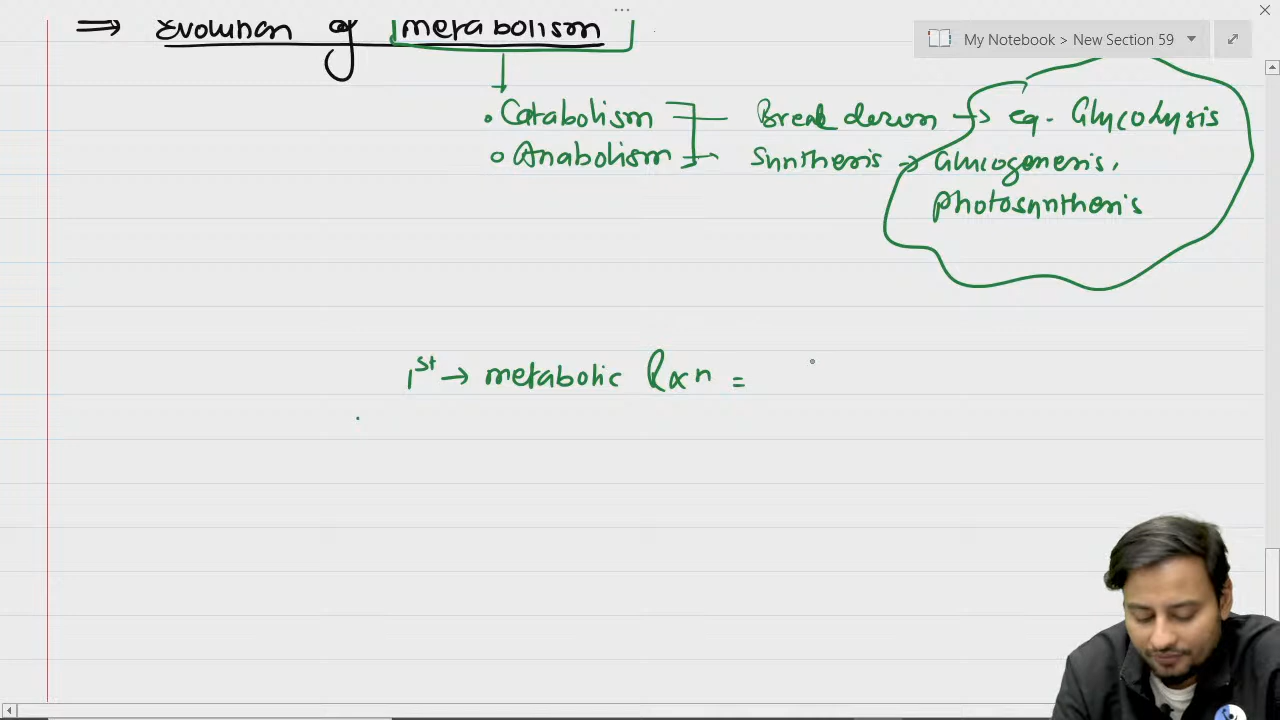 ⇒ Evolution of metabolism
My Notebook > New Section 59
• Catabolism — Break down → eg. Glycolysis
• Anabolism — Synthesis → Glucogenesis,
photosynthesis
1st → metabolic Rxn =